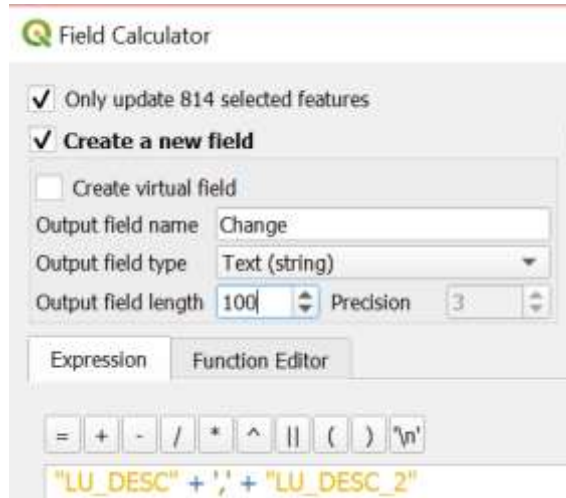 Field Calculator
Only update 814 selected features
Create a new field
Create virtual field
Output field name Change
Output field type Text (string)
Output field length 100 Precision 3
Expression Function Editor
= + - / * ^ || ( ) '\n'
"LU_DESC" + ',' + "LU_DESC_2"